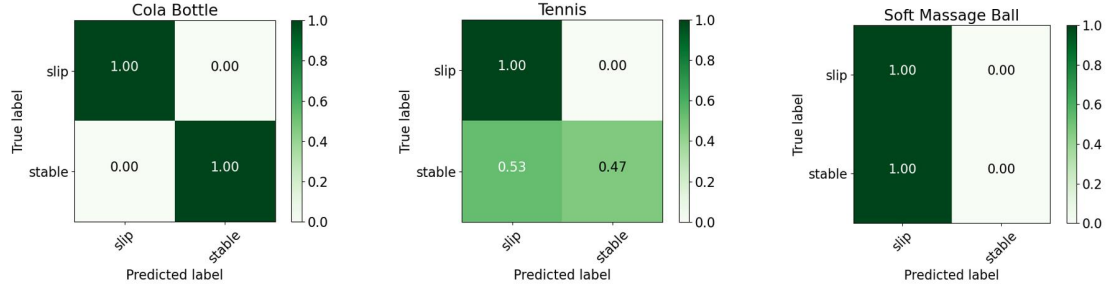 Cola Bottle
slip
stable
True label
1.00 0.00
0.00 1.00
slip stable
Predicted label
1.0
0.8
0.6
0.4
0.2
0.0
Tennis
slip
stable
True label
1.00 0.00
0.53 0.47
slip stable
Predicted label
1.0
0.8
0.6
0.4
0.2
0.0
Soft Massage Ball
slip
stable
True label
1.00 0.00
1.00 0.00
slip stable
Predicted label
1.0
0.8
0.6
0.4
0.2
0.0